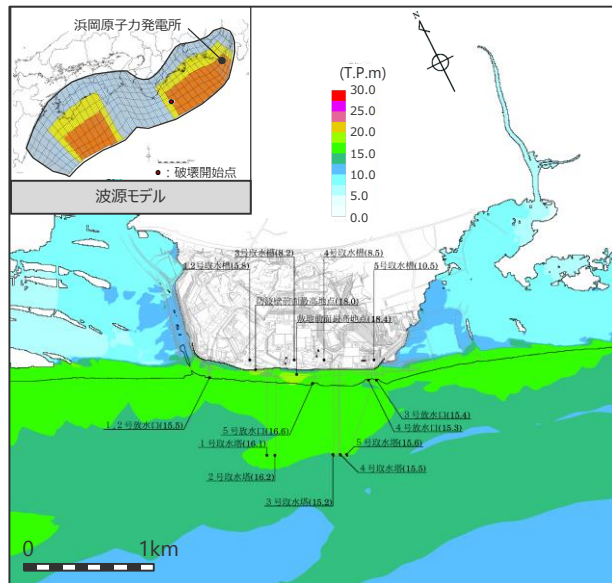 浜岡原子力発電所
：破壊開始点
波源モデル
(T.P.m)
30.0
25.0
20.0
15.0
10.0
5.0
0.0
N
3号取水槽(8.2)
4号取水槽(8.5)
1,2号取水槽(5.8)
5号取水槽(10.5)
防波壁前面最高地点(18.0)
敷地前面最高地点(18.4)
1,2号放水口(15.5)
5号放水口(16.6)
3号放水口(15.4)
4号放水口(15.3)
1号取水塔(16.1)
5号取水塔(15.6)
2号取水塔(16.2)
4号取水塔(15.5)
3号取水塔(15.2)
0 1km